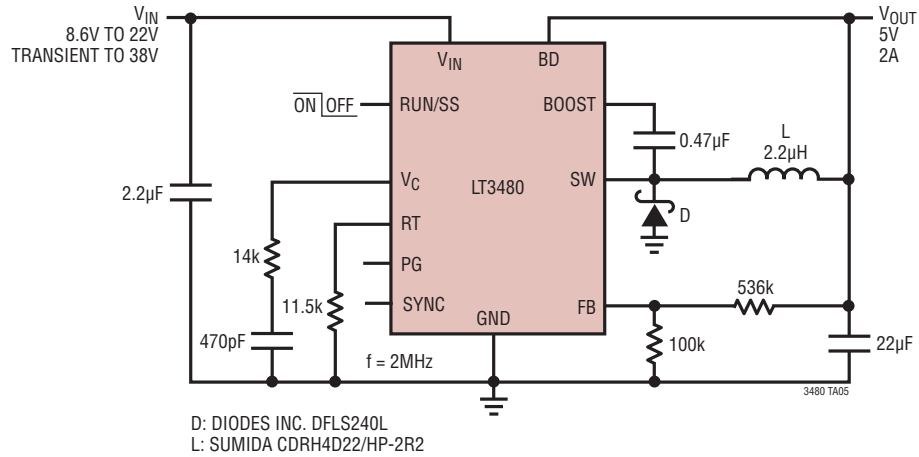 VIN
8.6V TO 22V
TRANSIENT TO 38V
VOUT
5V
2A
VIN
BD
ON OFF
RUN/SS
BOOST
0.47µF
L
2.2µH
2.2µF
VC
LT3480
SW
D
RT
14k
PG
536k
11.5k
SYNC
FB
GND
470pF
f = 2MHz
100k
22µF
3480 TA05
D: DIODES INC. DFLS240L
L: SUMIDA CDRH4D22/HP-2R2